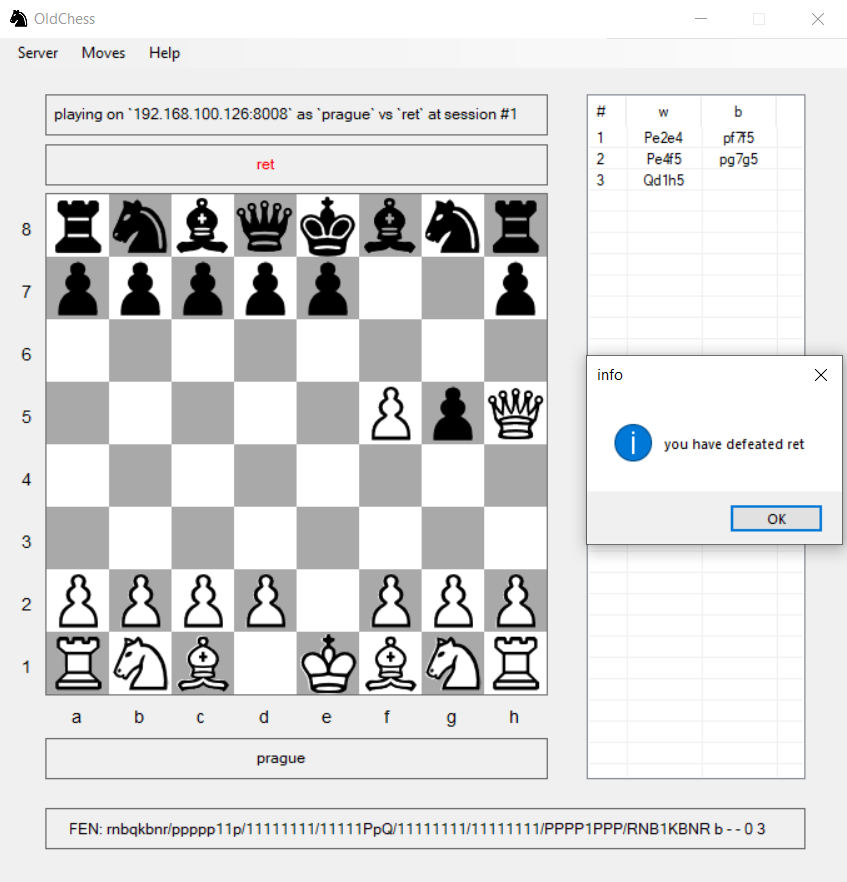 OldChess
Server Moves Help
playing on `192.168.100.126:8008` as `prague` vs `ret` at session #1
ret
8
7
6
5
4
3
2
1
a b c d e f g h
prague
# w b
1 Pe2e4 pf7f5
2 Pe4f5 pg7g5
3 Qd1h5
info
you have defeated ret
OK
FEN: rnbqkbnr/ppppp11p/11111111/11111PpQ/11111111/11111111/PPPP1PPP/RNB1KBNR b - - 0 3